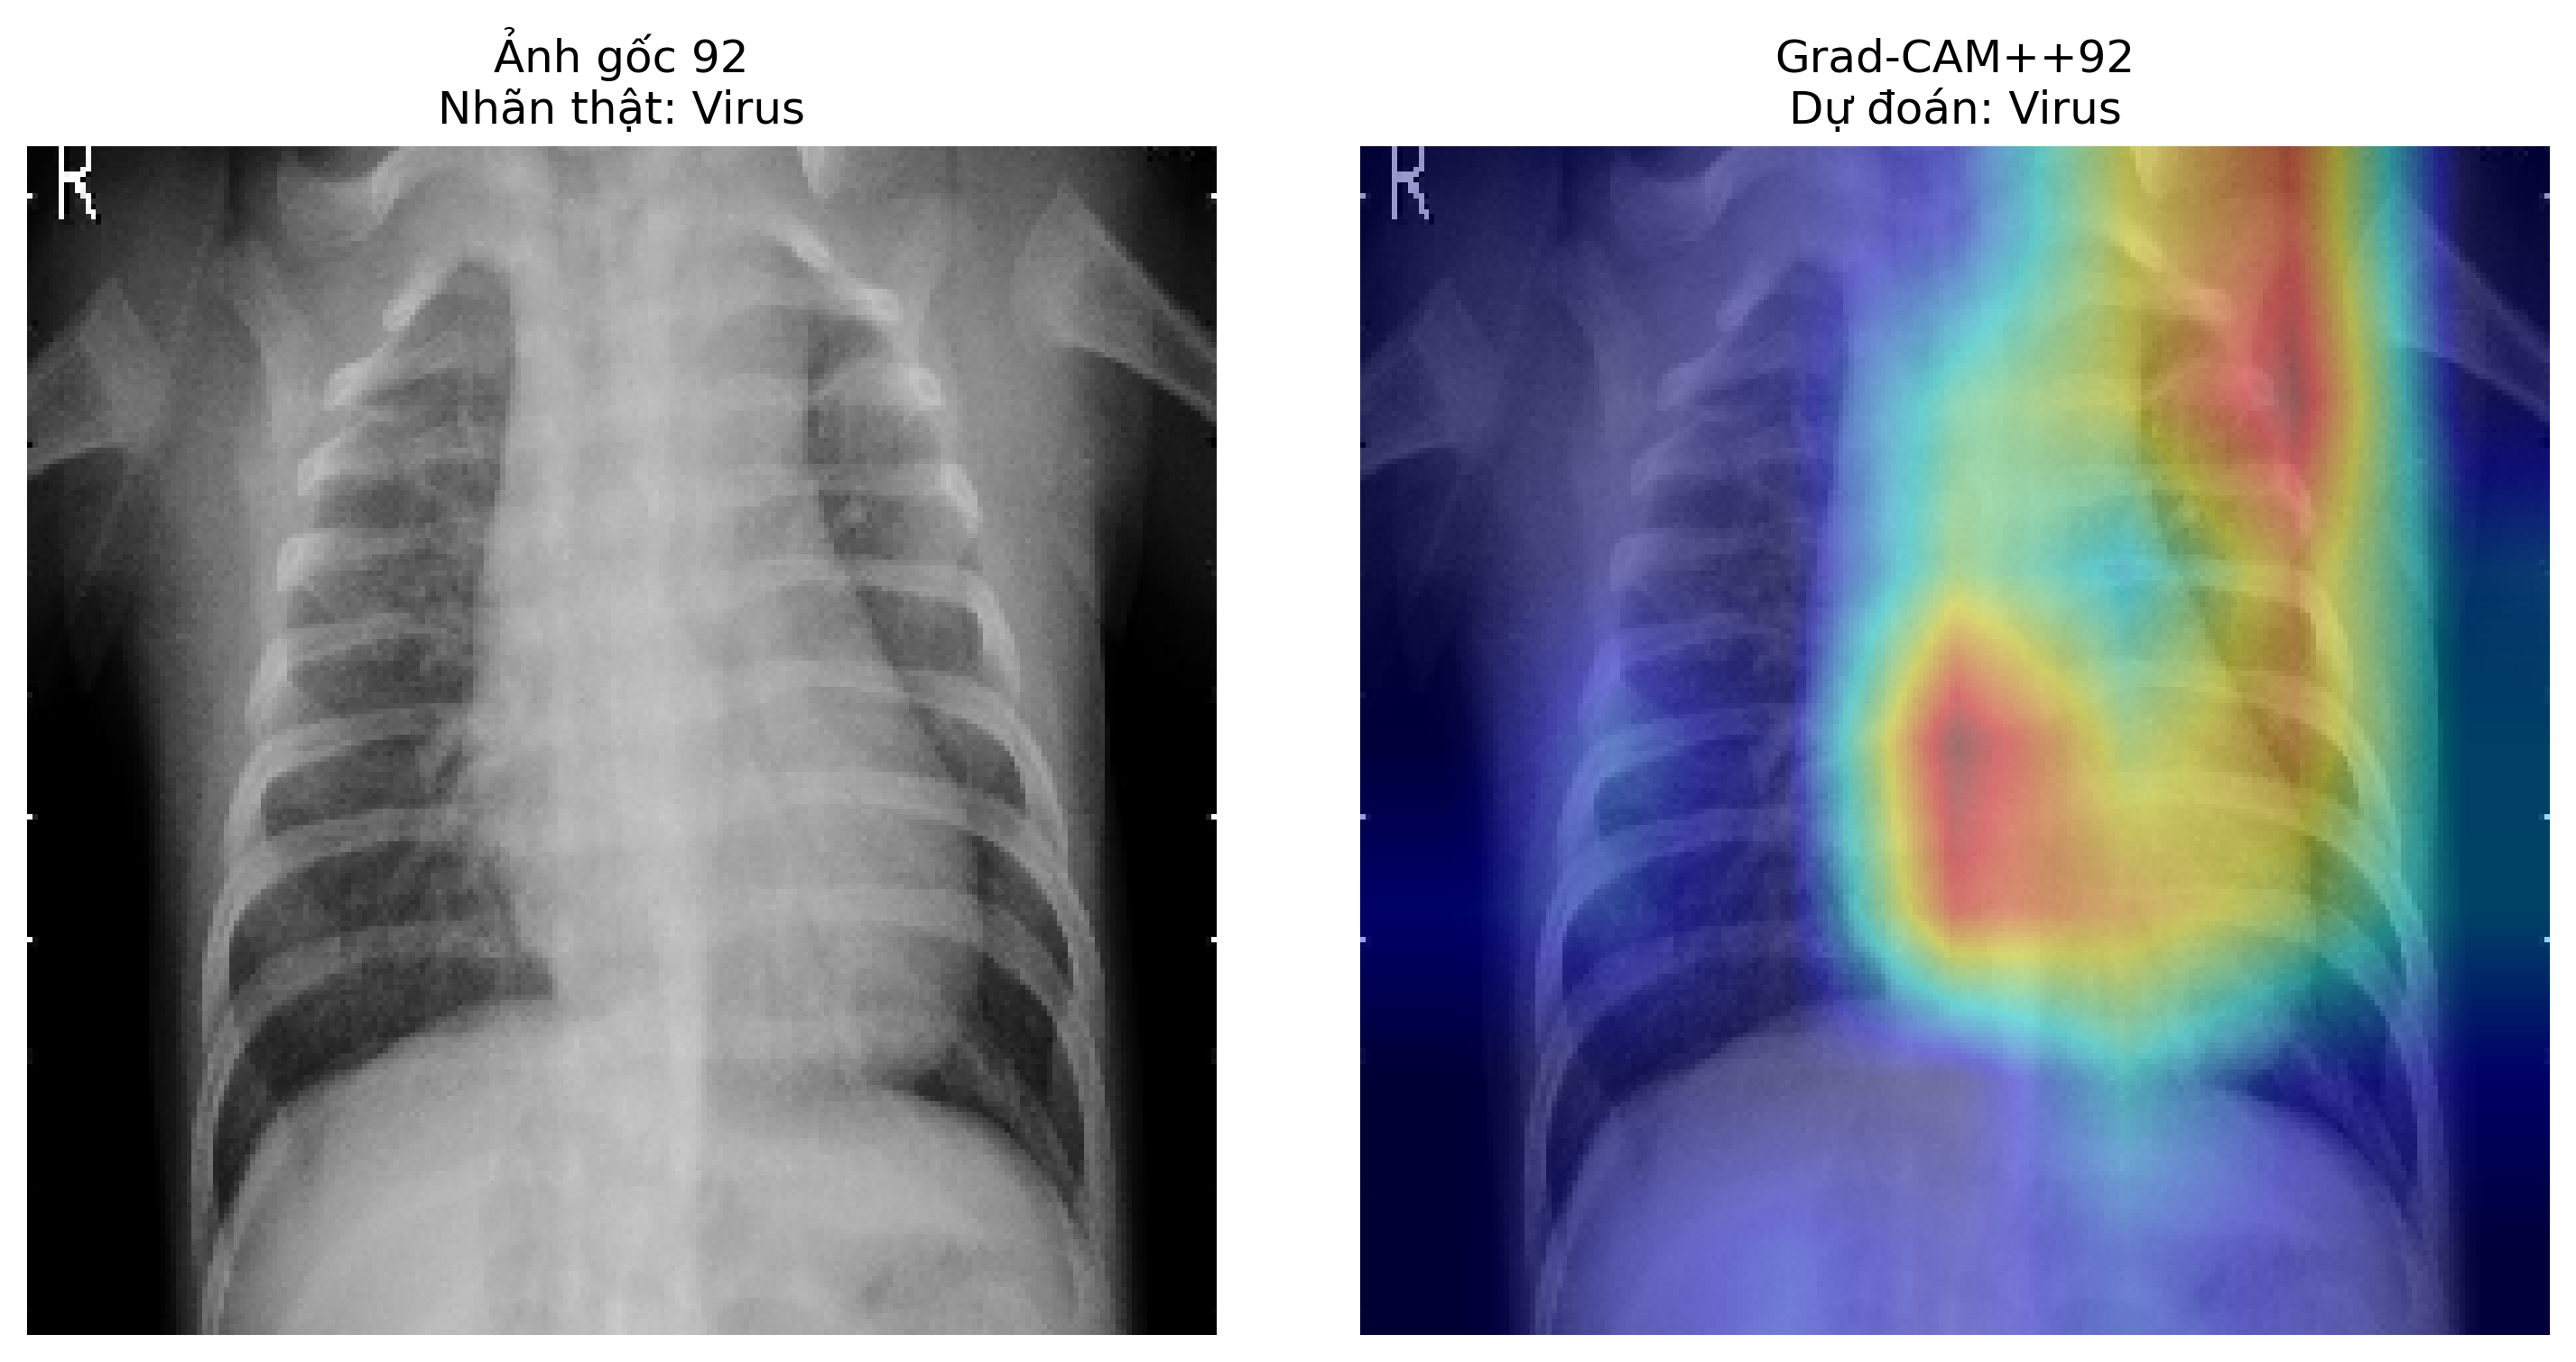 Ảnh gốc 92
Nhãn thật: Virus
Grad-CAM++92
Dự đoán: Virus
R
R